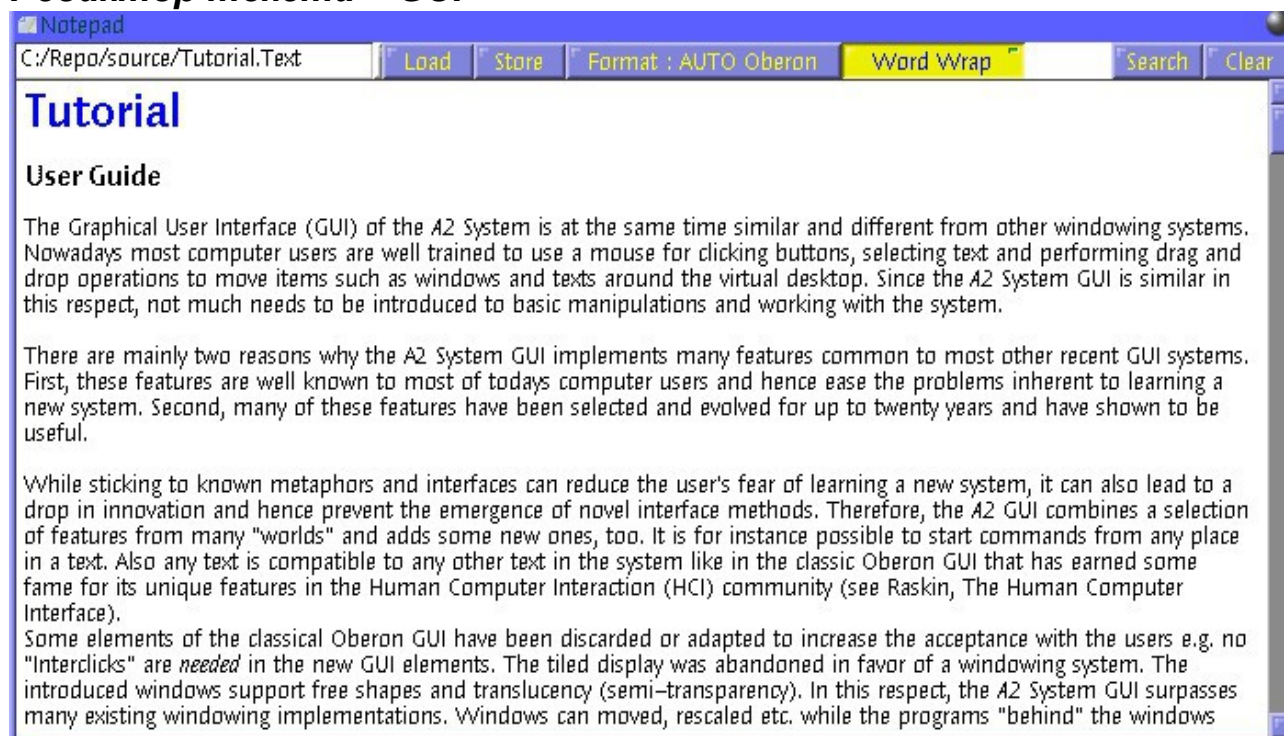 Notepad
C:/Repo/source/Tutorial.Text Load Store Format : AUTO Oberon Word Wrap Search Clear
Tutorial
User Guide
The Graphical User Interface (GUI) of the A2 System is at the same time similar and different from other windowing systems.
Nowadays most computer users are well trained to use a mouse for clicking buttons, selecting text and performing drag and
drop operations to move items such as windows and texts around the virtual desktop. Since the A2 System GUI is similar in
this respect, not much needs to be introduced to basic manipulations and working with the system.
There are mainly two reasons why the A2 System GUI implements many features common to most other recent GUI systems.
First, these features are well known to most of todays computer users and hence ease the problems inherent to learning a
new system. Second, many of these features have been selected and evolved for up to twenty years and have shown to be
useful.
While sticking to known metaphors and interfaces can reduce the user's fear of learning a new system, it can also lead to a
drop in innovation and hence prevent the emergence of novel interface methods. Therefore, the A2 GUI combines a selection
of features from many "worlds" and adds some new ones, too. It is for instance possible to start commands from any place
in a text. Also any text is compatible to any other text in the system like in the classic Oberon GUI that has earned some
fame for its unique features in the Human Computer Interaction (HCI) community (see Raskin, The Human Computer
Interface).
Some elements of the classical Oberon GUI have been discarded or adapted to increase the acceptance with the users e.g. no
"Interclicks" are needed in the new GUI elements. The tiled display was abandoned in favor of a windowing system. The
introduced windows support free shapes and translucency (semi–transparency). In this respect, the A2 System GUI surpasses
many existing windowing implementations. Windows can moved, rescaled etc. while the programs "behind" the windows